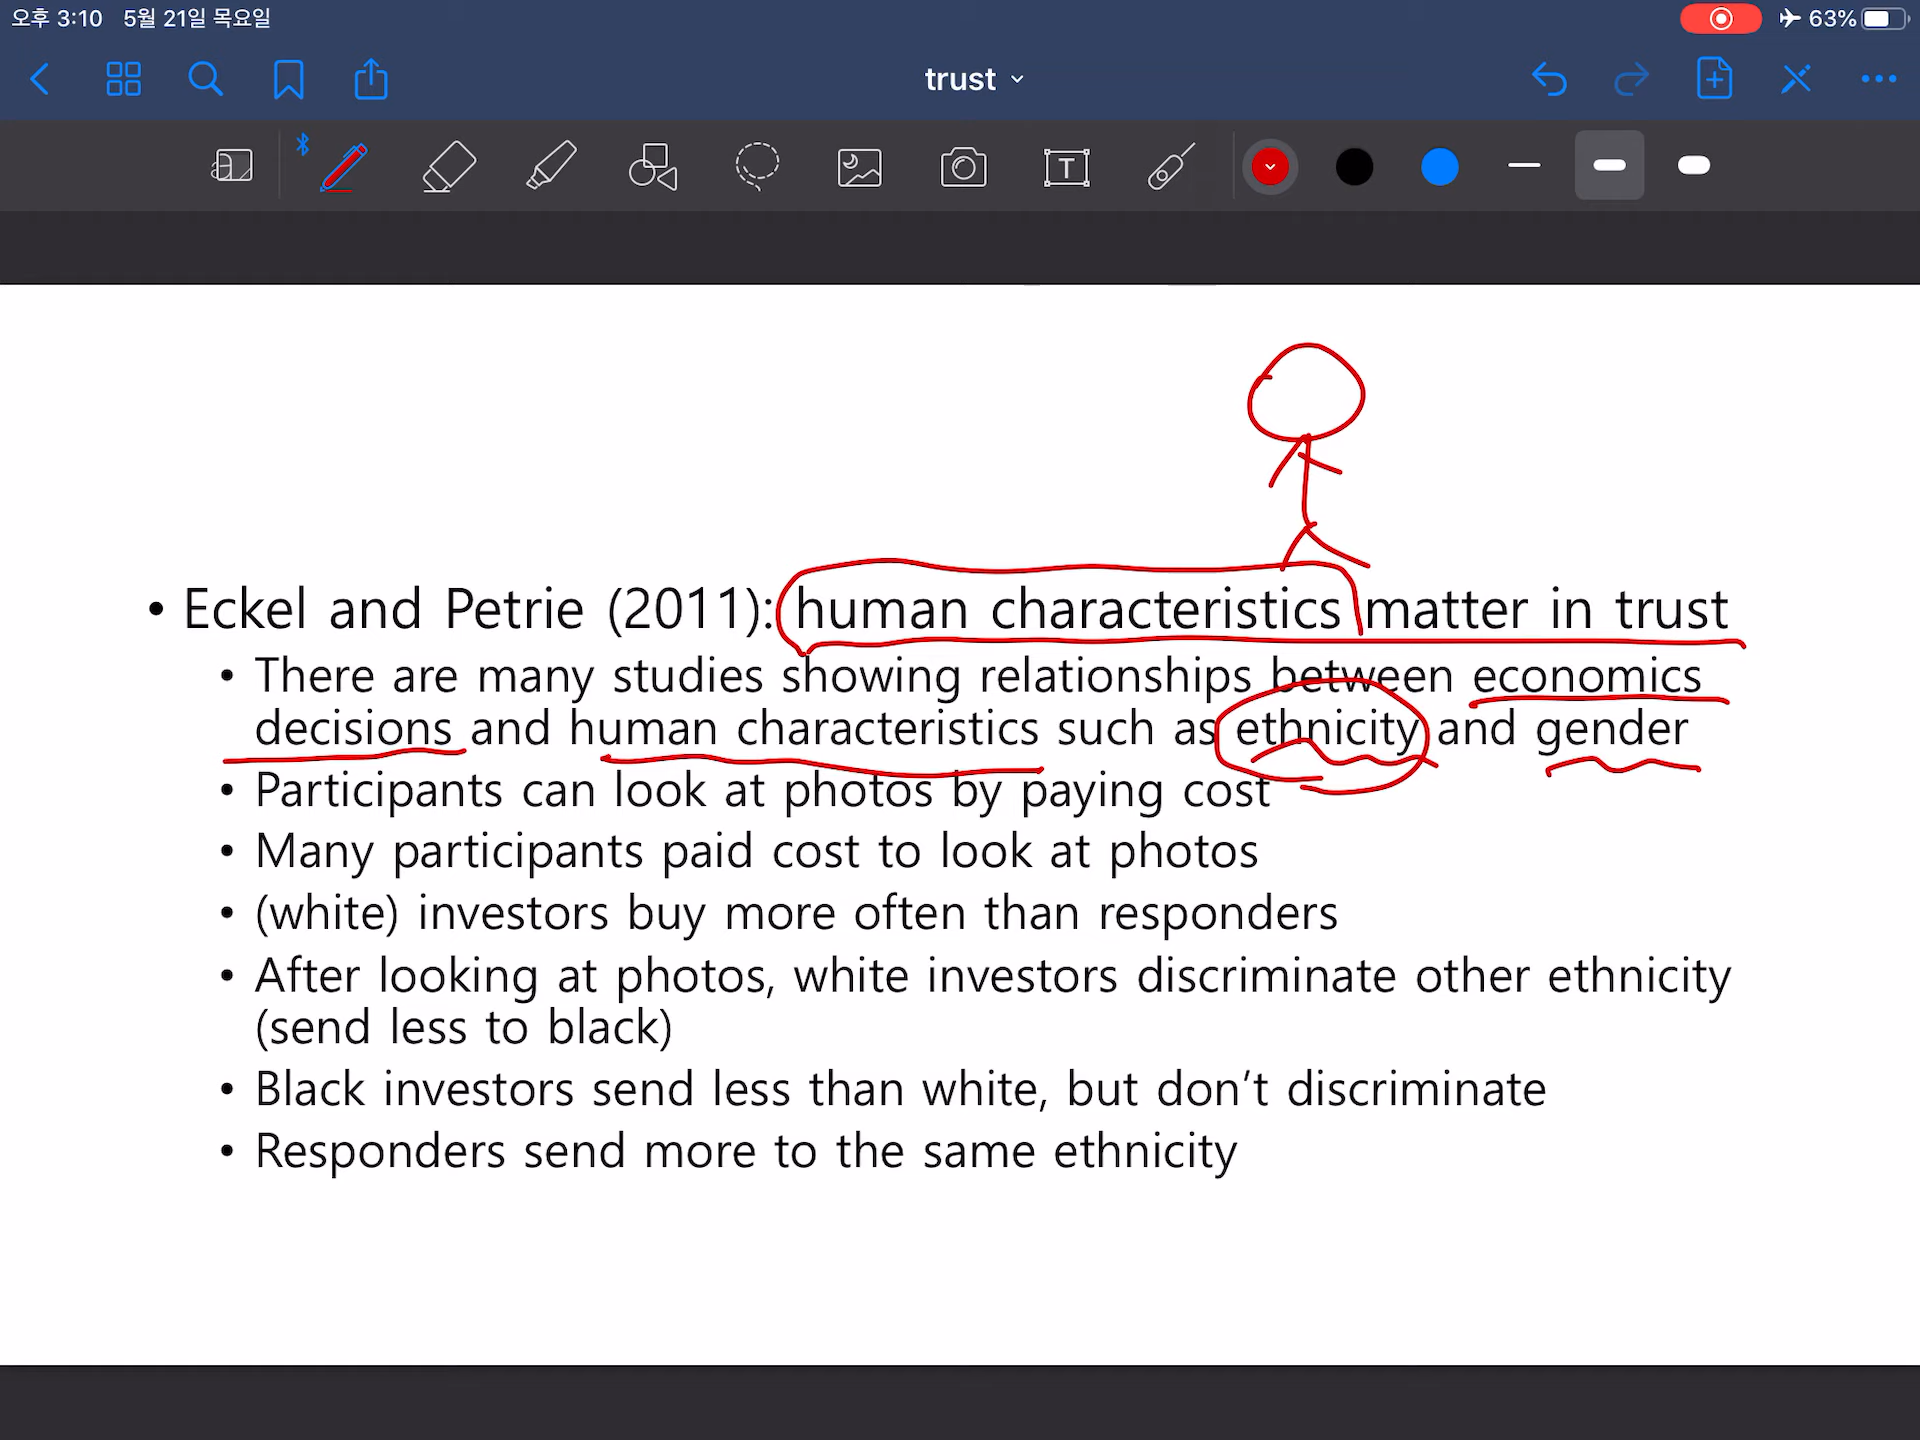 오후 3:10 5월 21일 목요일
63%
trust
a
T
• Eckel and Petrie (2011): human characteristics matter in trust
• There are many studies showing relationships between economics
decisions and human characteristics such as ethnicity and gender
• Participants can look at photos by paying cost
• Many participants paid cost to look at photos
• (white) investors buy more often than responders
• After looking at photos, white investors discriminate other ethnicity
(send less to black)
• Black investors send less than white, but don’t discriminate
• Responders send more to the same ethnicity